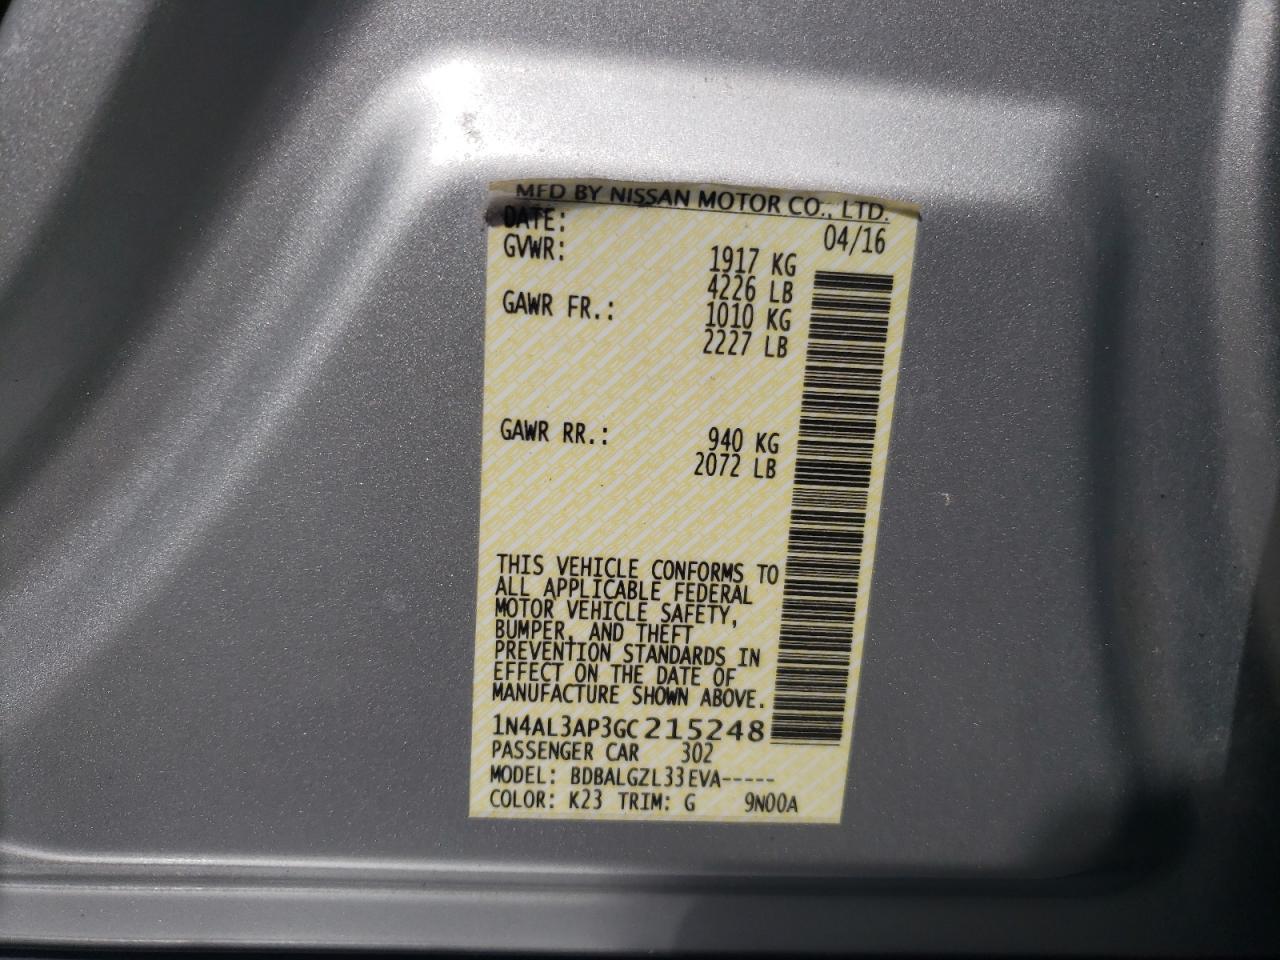 MFD BY NISSAN MOTOR CO., LTD.
DATE: 04/16
GVWR: 1917 KG
4226 LB
GAWR FR.: 1010 KG
2227 LB
GAWR RR.: 940 KG
2072 LB
THIS VEHICLE CONFORMS TO
ALL APPLICABLE FEDERAL
MOTOR VEHICLE SAFETY,
BUMPER, AND THEFT
PREVENTION STANDARDS IN
EFFECT ON THE DATE OF
MANUFACTURE SHOWN ABOVE.
1N4AL3AP3GC215248
PASSENGER CAR 302
MODEL: BDBALGZL33EVA-----
COLOR: K23 TRIM: G 9N00A